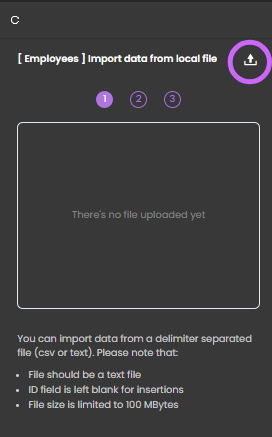 [ Employees ] Import data from local file
1 2 3
There's no file uploaded yet
You can import data from a delimiter separated
file (csv or text). Please note that:
• File should be a text file
• ID field is left blank for insertions
• File size is limited to 100 MBytes